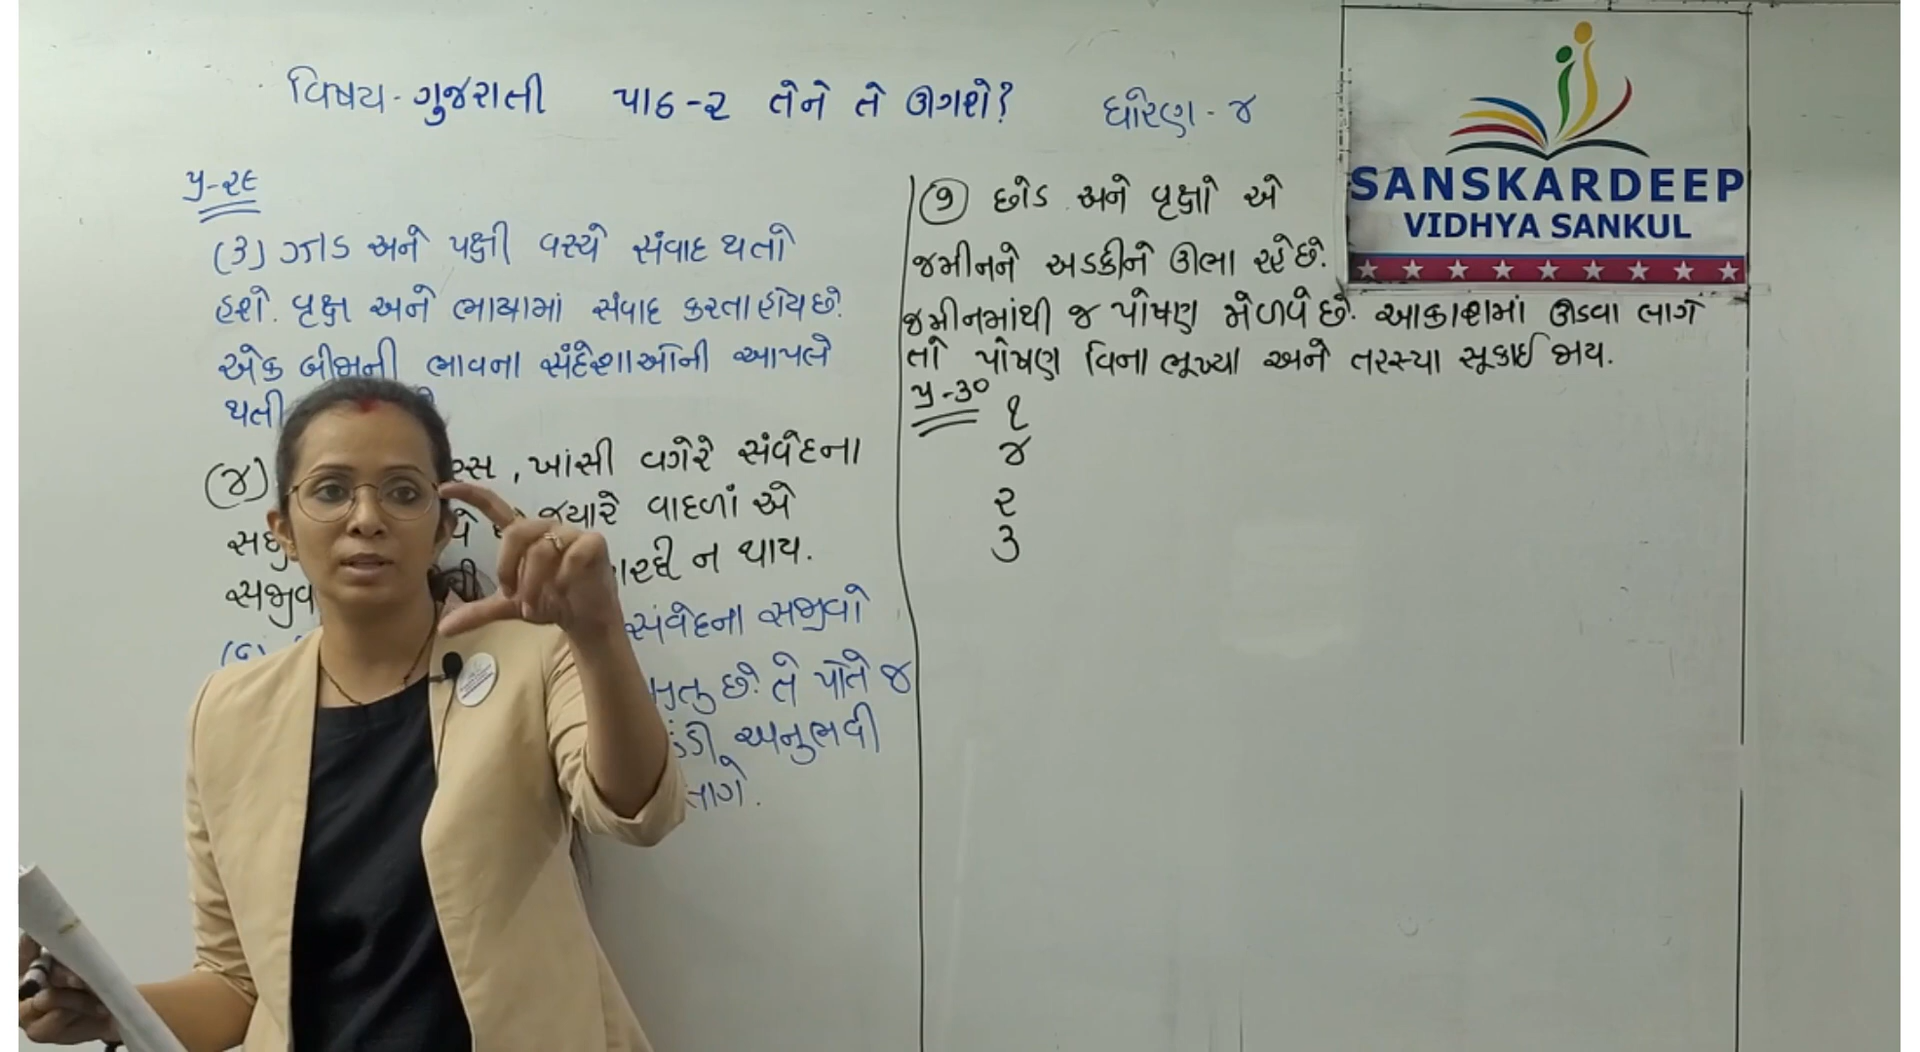 વિષય - ગુજરાતી પાઠ - ૨ તેને તે ઊગશે? ધોરણ - ૪
પૃ - ૨૯
(૩) ઝાડ અને પક્ષી વચ્ચે સંવાદ થતો
હશે. વૃક્ષ અને ભાષામાં સંવાદ કરતા હોય છે.
એક બીજાની ભાવના સંદેશાઓની આપલે
થતી
(૪) ખાંસી વગેરે સંવેદના
જ્યારે વાદળાં એ
ન થાય.
સજીવ
સંવેદના સજીવો
છે. તે પોતે જ
અનુભવી
લાગે.
૭ છોડ અને વૃક્ષો એ
જમીનને અડકીને ઊભા રહે છે.
જમીનમાંથી જ પોષણ મેળવે છે. આકાશમાં ઊડવા લાગે
તો પોષણ વિના ભૂખ્યા અને તરસ્યા સૂકાઈ જાય.
પૃ - ૩૦
૧
૪
૨
૩
SANSKARDEEP
VIDHYA SANKUL